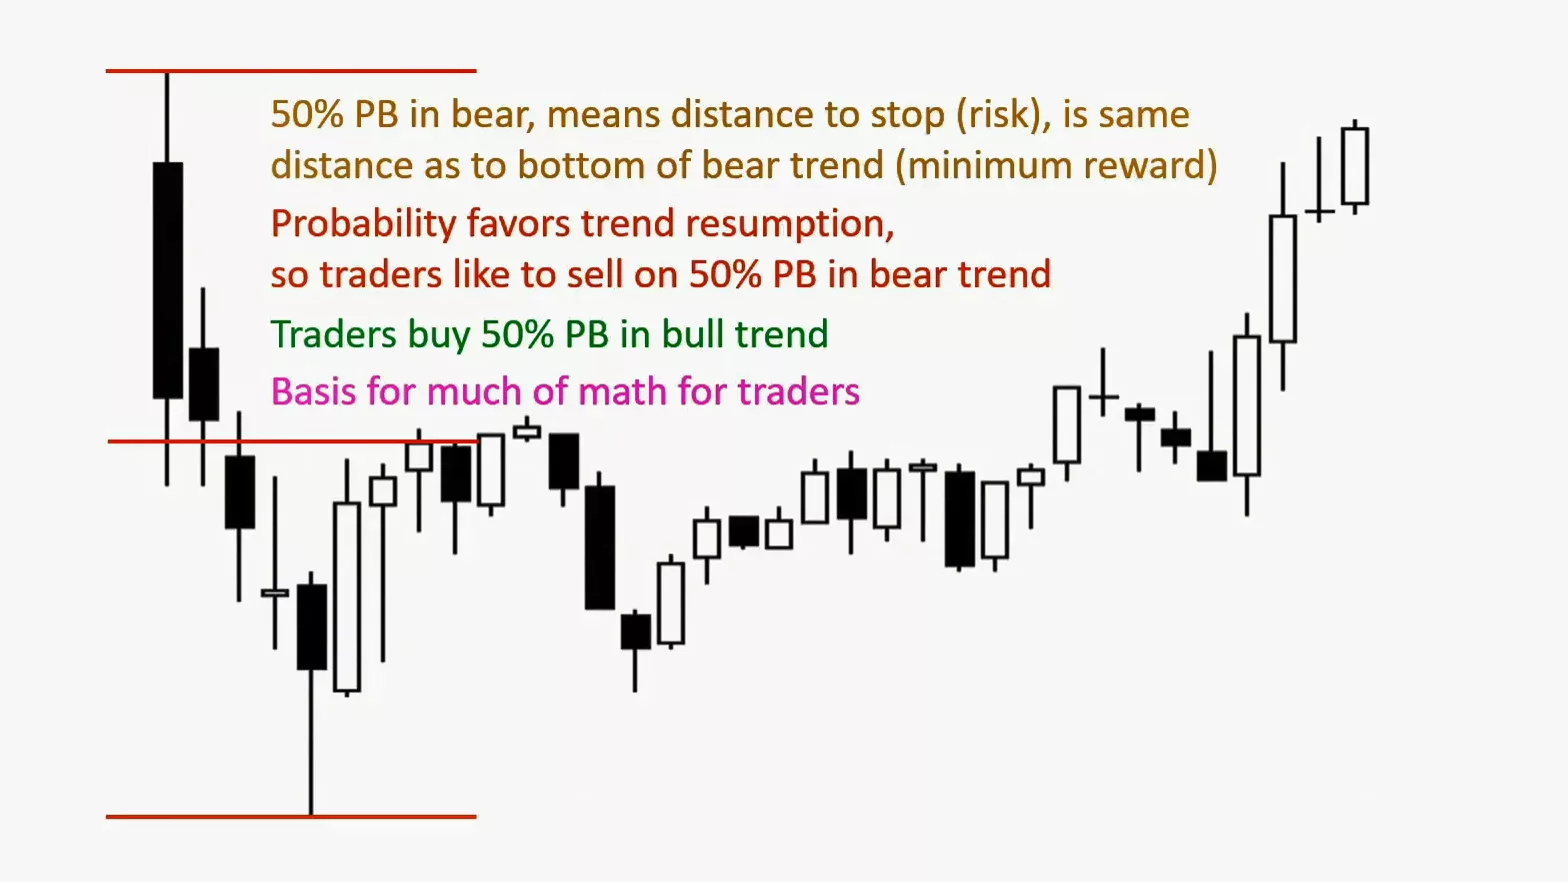 50% PB in bear, means distance to stop (risk), is same
distance as to bottom of bear trend (minimum reward)
Probability favors trend resumption,
so traders like to sell on 50% PB in bear trend
Traders buy 50% PB in bull trend
Basis for much of math for traders